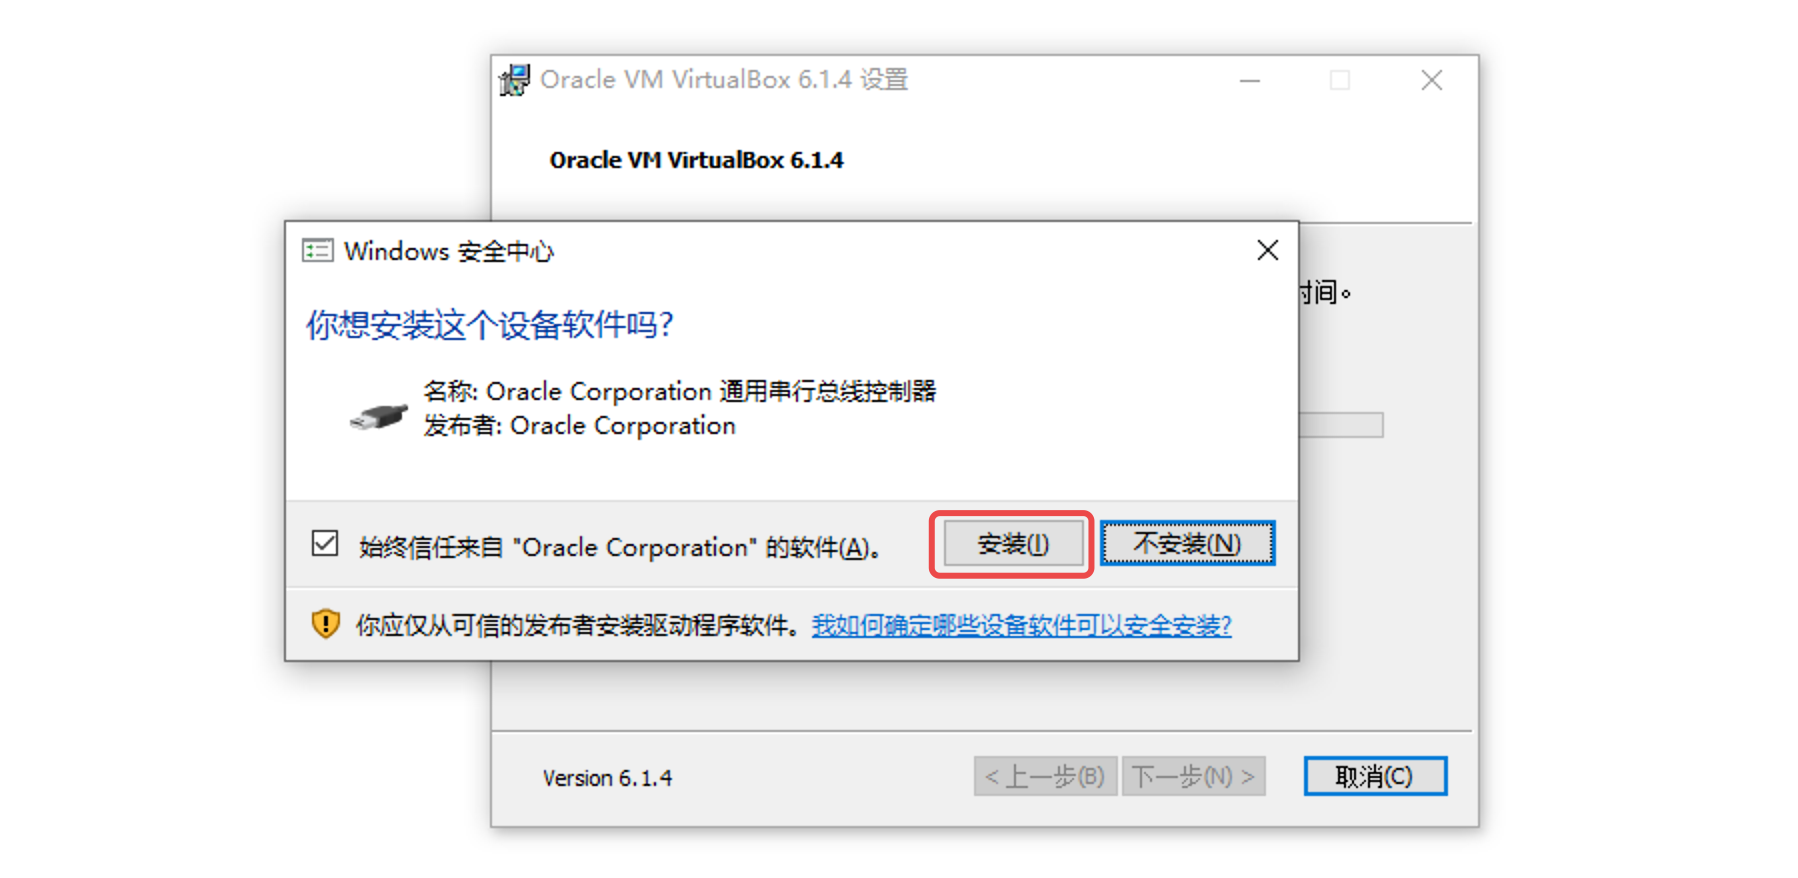 Oracle VM VirtualBox 6.1.4 设置
Oracle VM VirtualBox 6.1.4
Windows 安全中心
时间。
你想安装这个设备软件吗?
名称: Oracle Corporation 通用串行总线控制器
发布者: Oracle Corporation
始终信任来自 "Oracle Corporation" 的软件(A)。
安装(I)
不安装(N)
你应仅从可信的发布者安装驱动程序软件。我如何确定哪些设备软件可以安全安装?
Version 6.1.4
< 上一步(B)
下一步(N) >
取消(C)